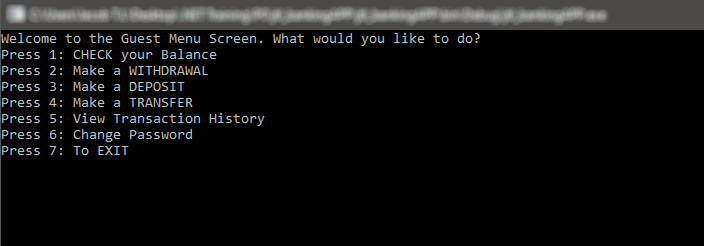 Welcome to the Guest Menu Screen. What would you like to do?
Press 1: CHECK your Balance
Press 2: Make a WITHDRAWAL
Press 3: Make a DEPOSIT
Press 4: Make a TRANSFER
Press 5: View Transaction History
Press 6: Change Password
Press 7: To EXIT